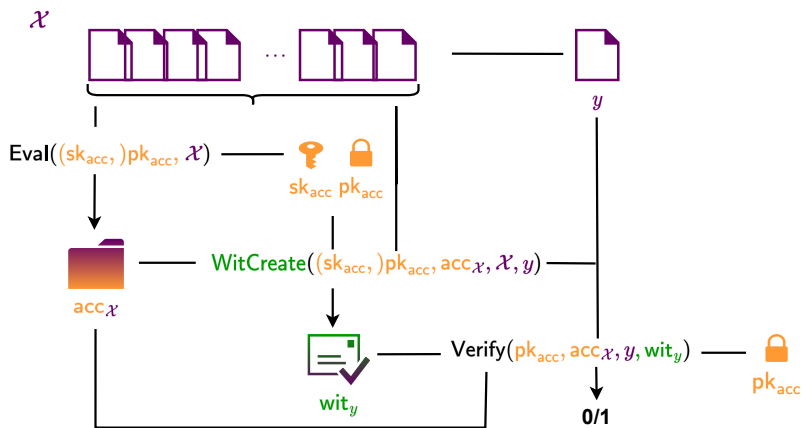 𝒳
...
y
Eval((sk_acc, )pk_acc, 𝒳)
sk_acc pk_acc
WitCreate((sk_acc, )pk_acc, acc_𝒳, 𝒳, y)
acc_𝒳
Verify(pk_acc, acc_𝒳, y, wit_y)
pk_acc
wit_y
0/1